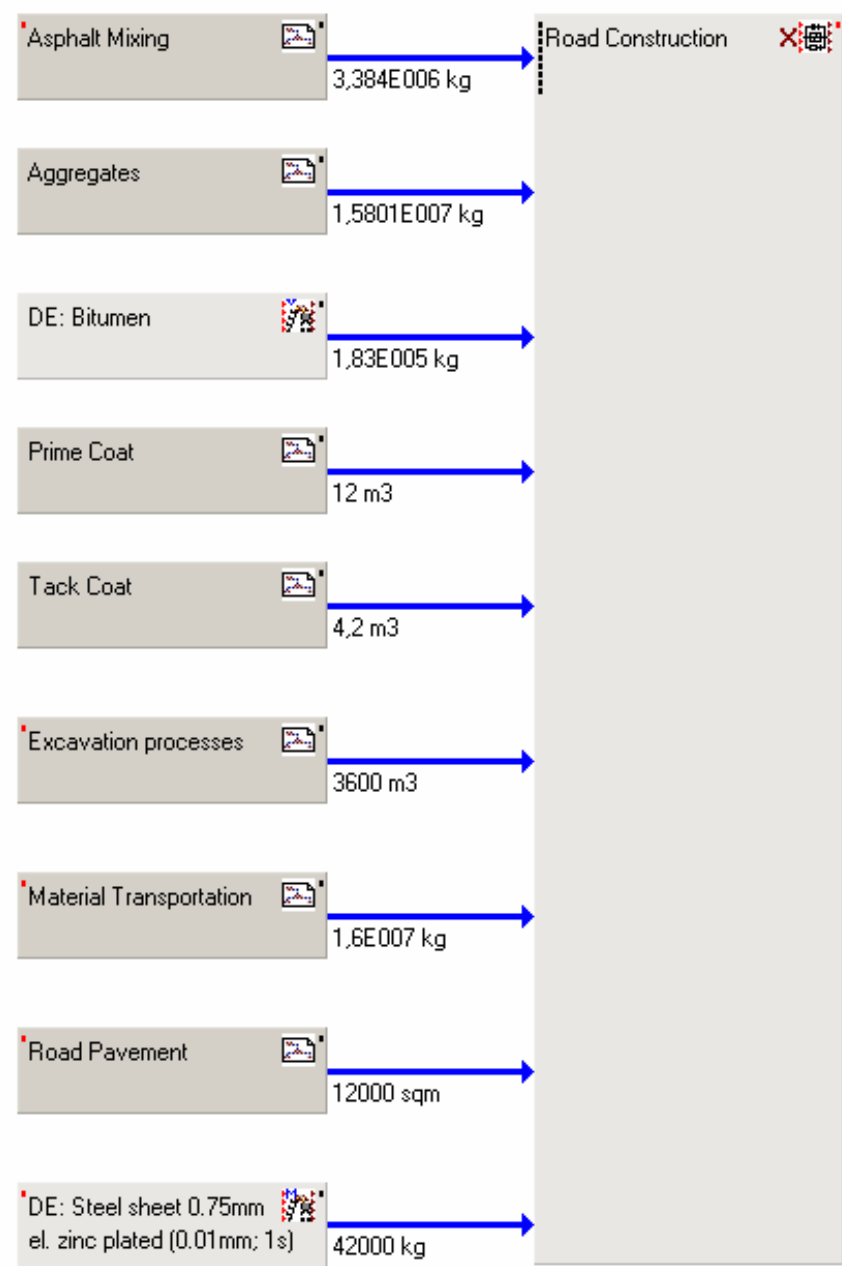 Asphalt Mixing
Road Construction
3,384E006 kg
Aggregates
1,5801E007 kg
DE: Bitumen
1,83E005 kg
Prime Coat
12 m3
Tack Coat
4,2 m3
Excavation processes
3600 m3
Material Transportation
1,6E007 kg
Road Pavement
12000 sqm
DE: Steel sheet 0.75mm
el. zinc plated (0.01mm; 1s)
42000 kg